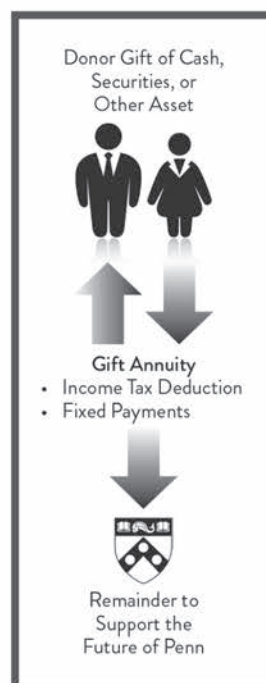 Donor Gift of Cash,
Securities, or
Other Asset
Gift Annuity
• Income Tax Deduction
• Fixed Payments
Remainder to
Support the
Future of Penn